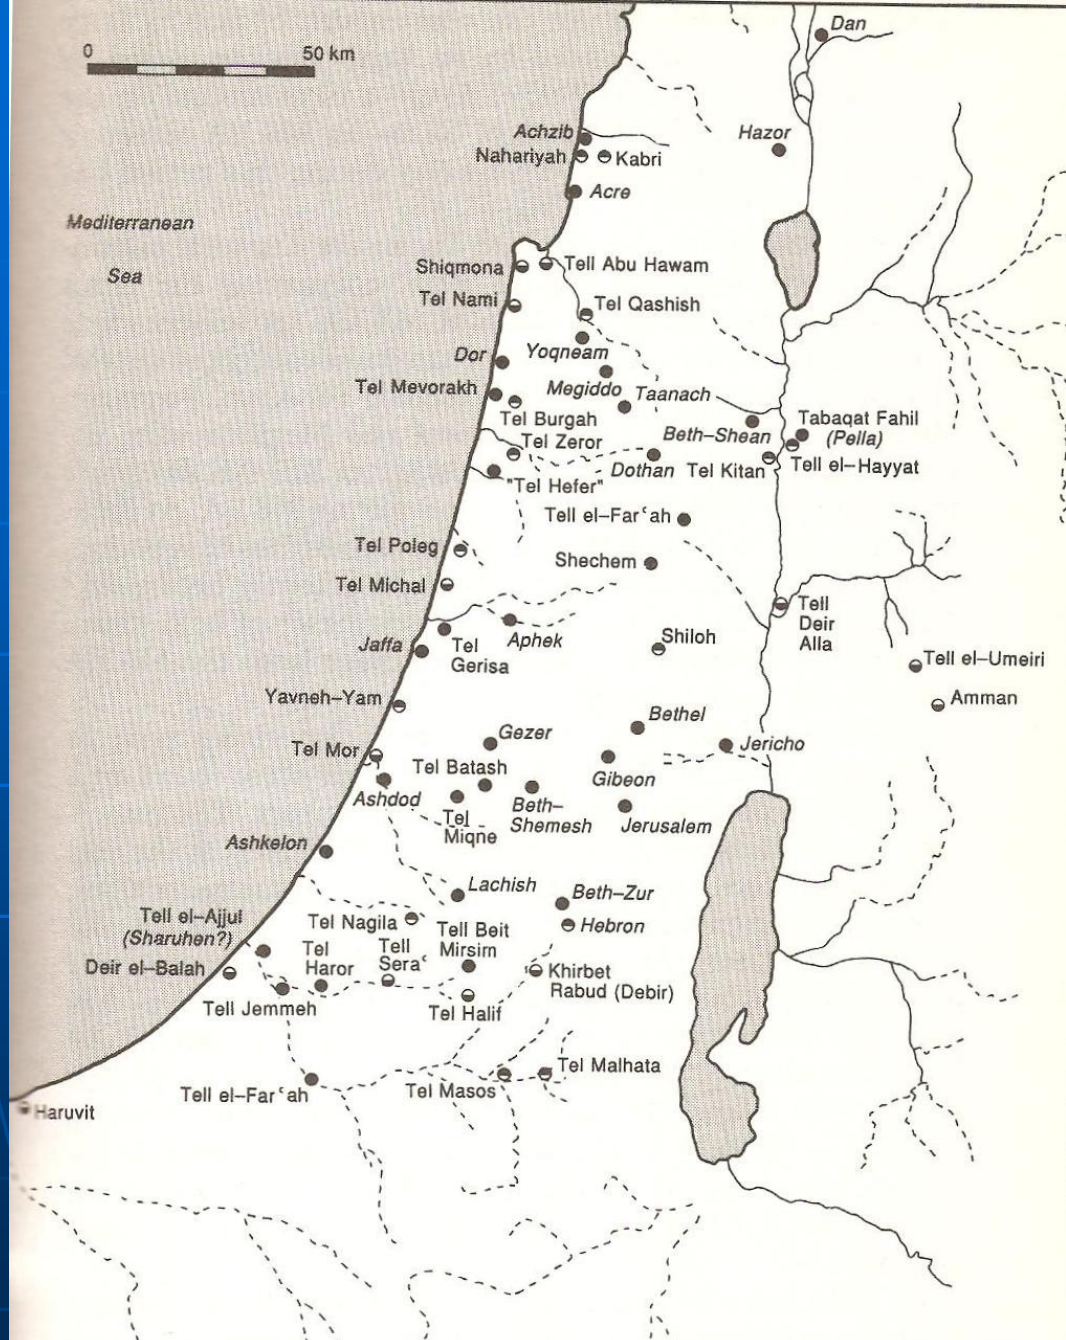 Dan
0 50 km
Achzib
Hazor
Nahariyah
Kabri
Acre
Mediterranean
Sea
Shiqmona
Tell Abu Hawam
Tel Nami
Tel Qashish
Dor
Yoqneam
Tel Mevorakh
Megiddo
Taanach
Tel Burgah
Tabaqat Fahil
(Pella)
Beth–Shean
Tel Zeror
Dothan
Tel Kitan
Tell el–Hayyat
"Tel Hefer"
Tell el–Farʿah
Tel Poleg
Shechem
Tel Michal
Tell
Deir
Alla
Aphek
Shiloh
Jaffa
Tel
Gerisa
Tell el–Umeiri
Yavneh–Yam
Amman
Bethel
Gezer
Jericho
Tel Mor
Tel Batash
Gibeon
Ashdod
Beth–
Shemesh
Tel
Miqne
Jerusalem
Ashkelon
Lachish
Beth–Zur
Tell el–Ajjul
(Sharuhen?)
Tel Nagila
Tell Beit
Mirsim
Hebron
Tel
Haror
Tell
Seraʿ
Deir el–Balah
Khirbet
Rabud (Debir)
Tell Jemmeh
Tel Halif
Tel Malhata
Tell el–Farʿah
Tel Masos
Haruvit